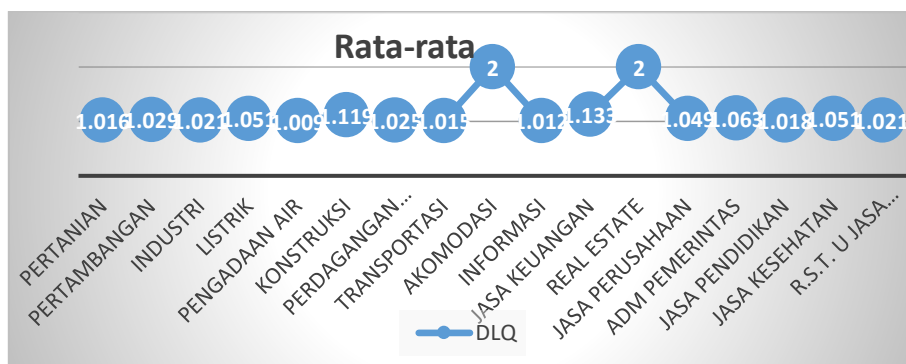 Rata-rata
1.016
1.029
1.021
1.051
1.009
1.119
1.025
1.015
2
1.012
1.133
2
1.049
1.063
1.018
1.051
1.021
PERTANIAN
PERTAMBANGAN
INDUSTRI
LISTRIK
PENGADAAN AIR
KONSTRUKSI
PERDAGANGAN…
TRANSPORTASI
AKOMODASI
INFORMASI
JASA KEUANGAN
REAL ESTATE
JASA PERUSAHAAN
ADM PEMERINTAS
JASA PENDIDIKAN
JASA KESEHATAN
R.S.T. U JASA…
DLQ